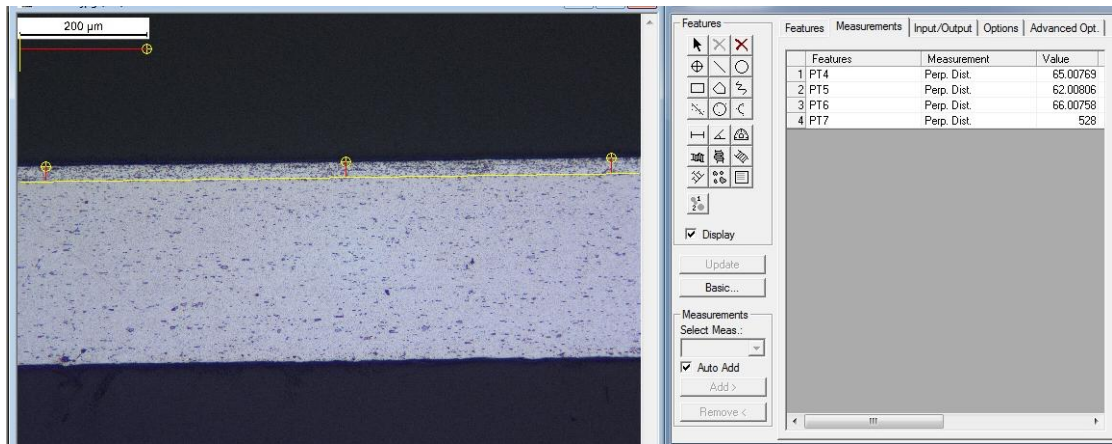 200 µm
Features
Display
Update
Basic...
Measurements
Select Meas.:
Auto Add
Add >
Remove <
Features Measurements Input/Output Options Advanced Opt.
Features Measurement Value
1 PT4 Perp. Dist. 65.00769
2 PT5 Perp. Dist. 62.00806
3 PT6 Perp. Dist. 66.00758
4 PT7 Perp. Dist. 528